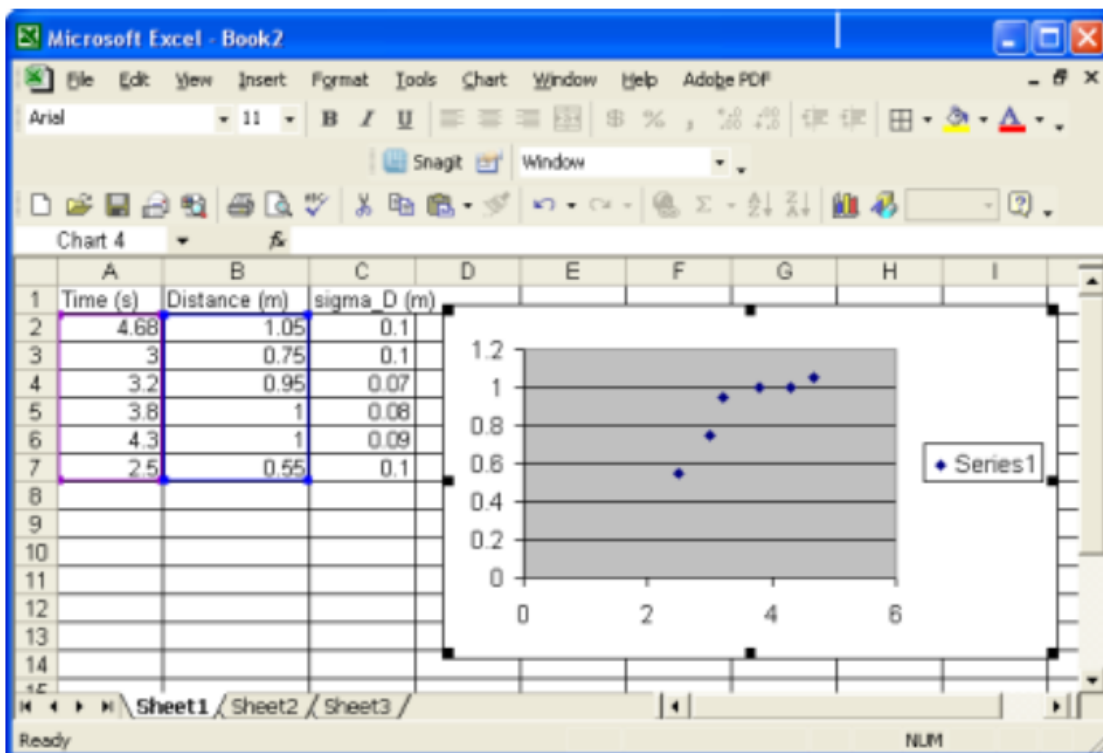 Microsoft Excel - Book2
File Edit View Insert Format Tools Chart Window Help Adobe PDF
Arial 11 B I U $ % ,
Snagit Window
Chart 4 fx
A B C D E F G H I
1 Time (s) Distance (m) sigma_D (m)
2 4.68 1.05 0.1
3 3 0.75 0.1
4 3.2 0.95 0.07
5 3.8 1 0.08
6 4.3 1 0.09
7 2.5 0.55 0.1
8
9
10
11
12
13
14
15
1.2
1
0.8
0.6
0.4
0.2
0
0 2 4 6
Series1
Sheet1 / Sheet2 / Sheet3 /
Ready NUM